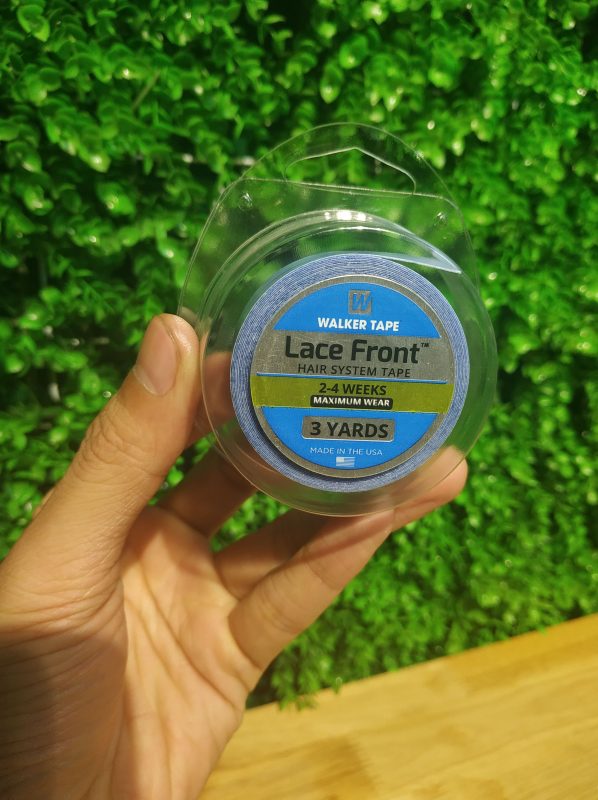 W
WALKER TAPE
Lace Front™
HAIR SYSTEM TAPE
2-4 WEEKS
MAXIMUM WEAR
3 YARDS
MADE IN THE USA